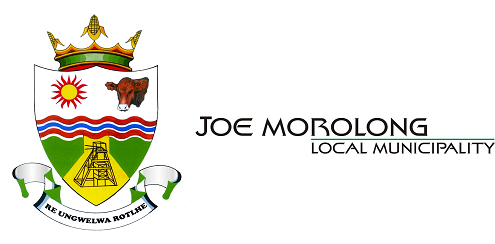 JOE MOROLONG
LOCAL MUNICIPALITY
RE UNGWELWA ROTLHE